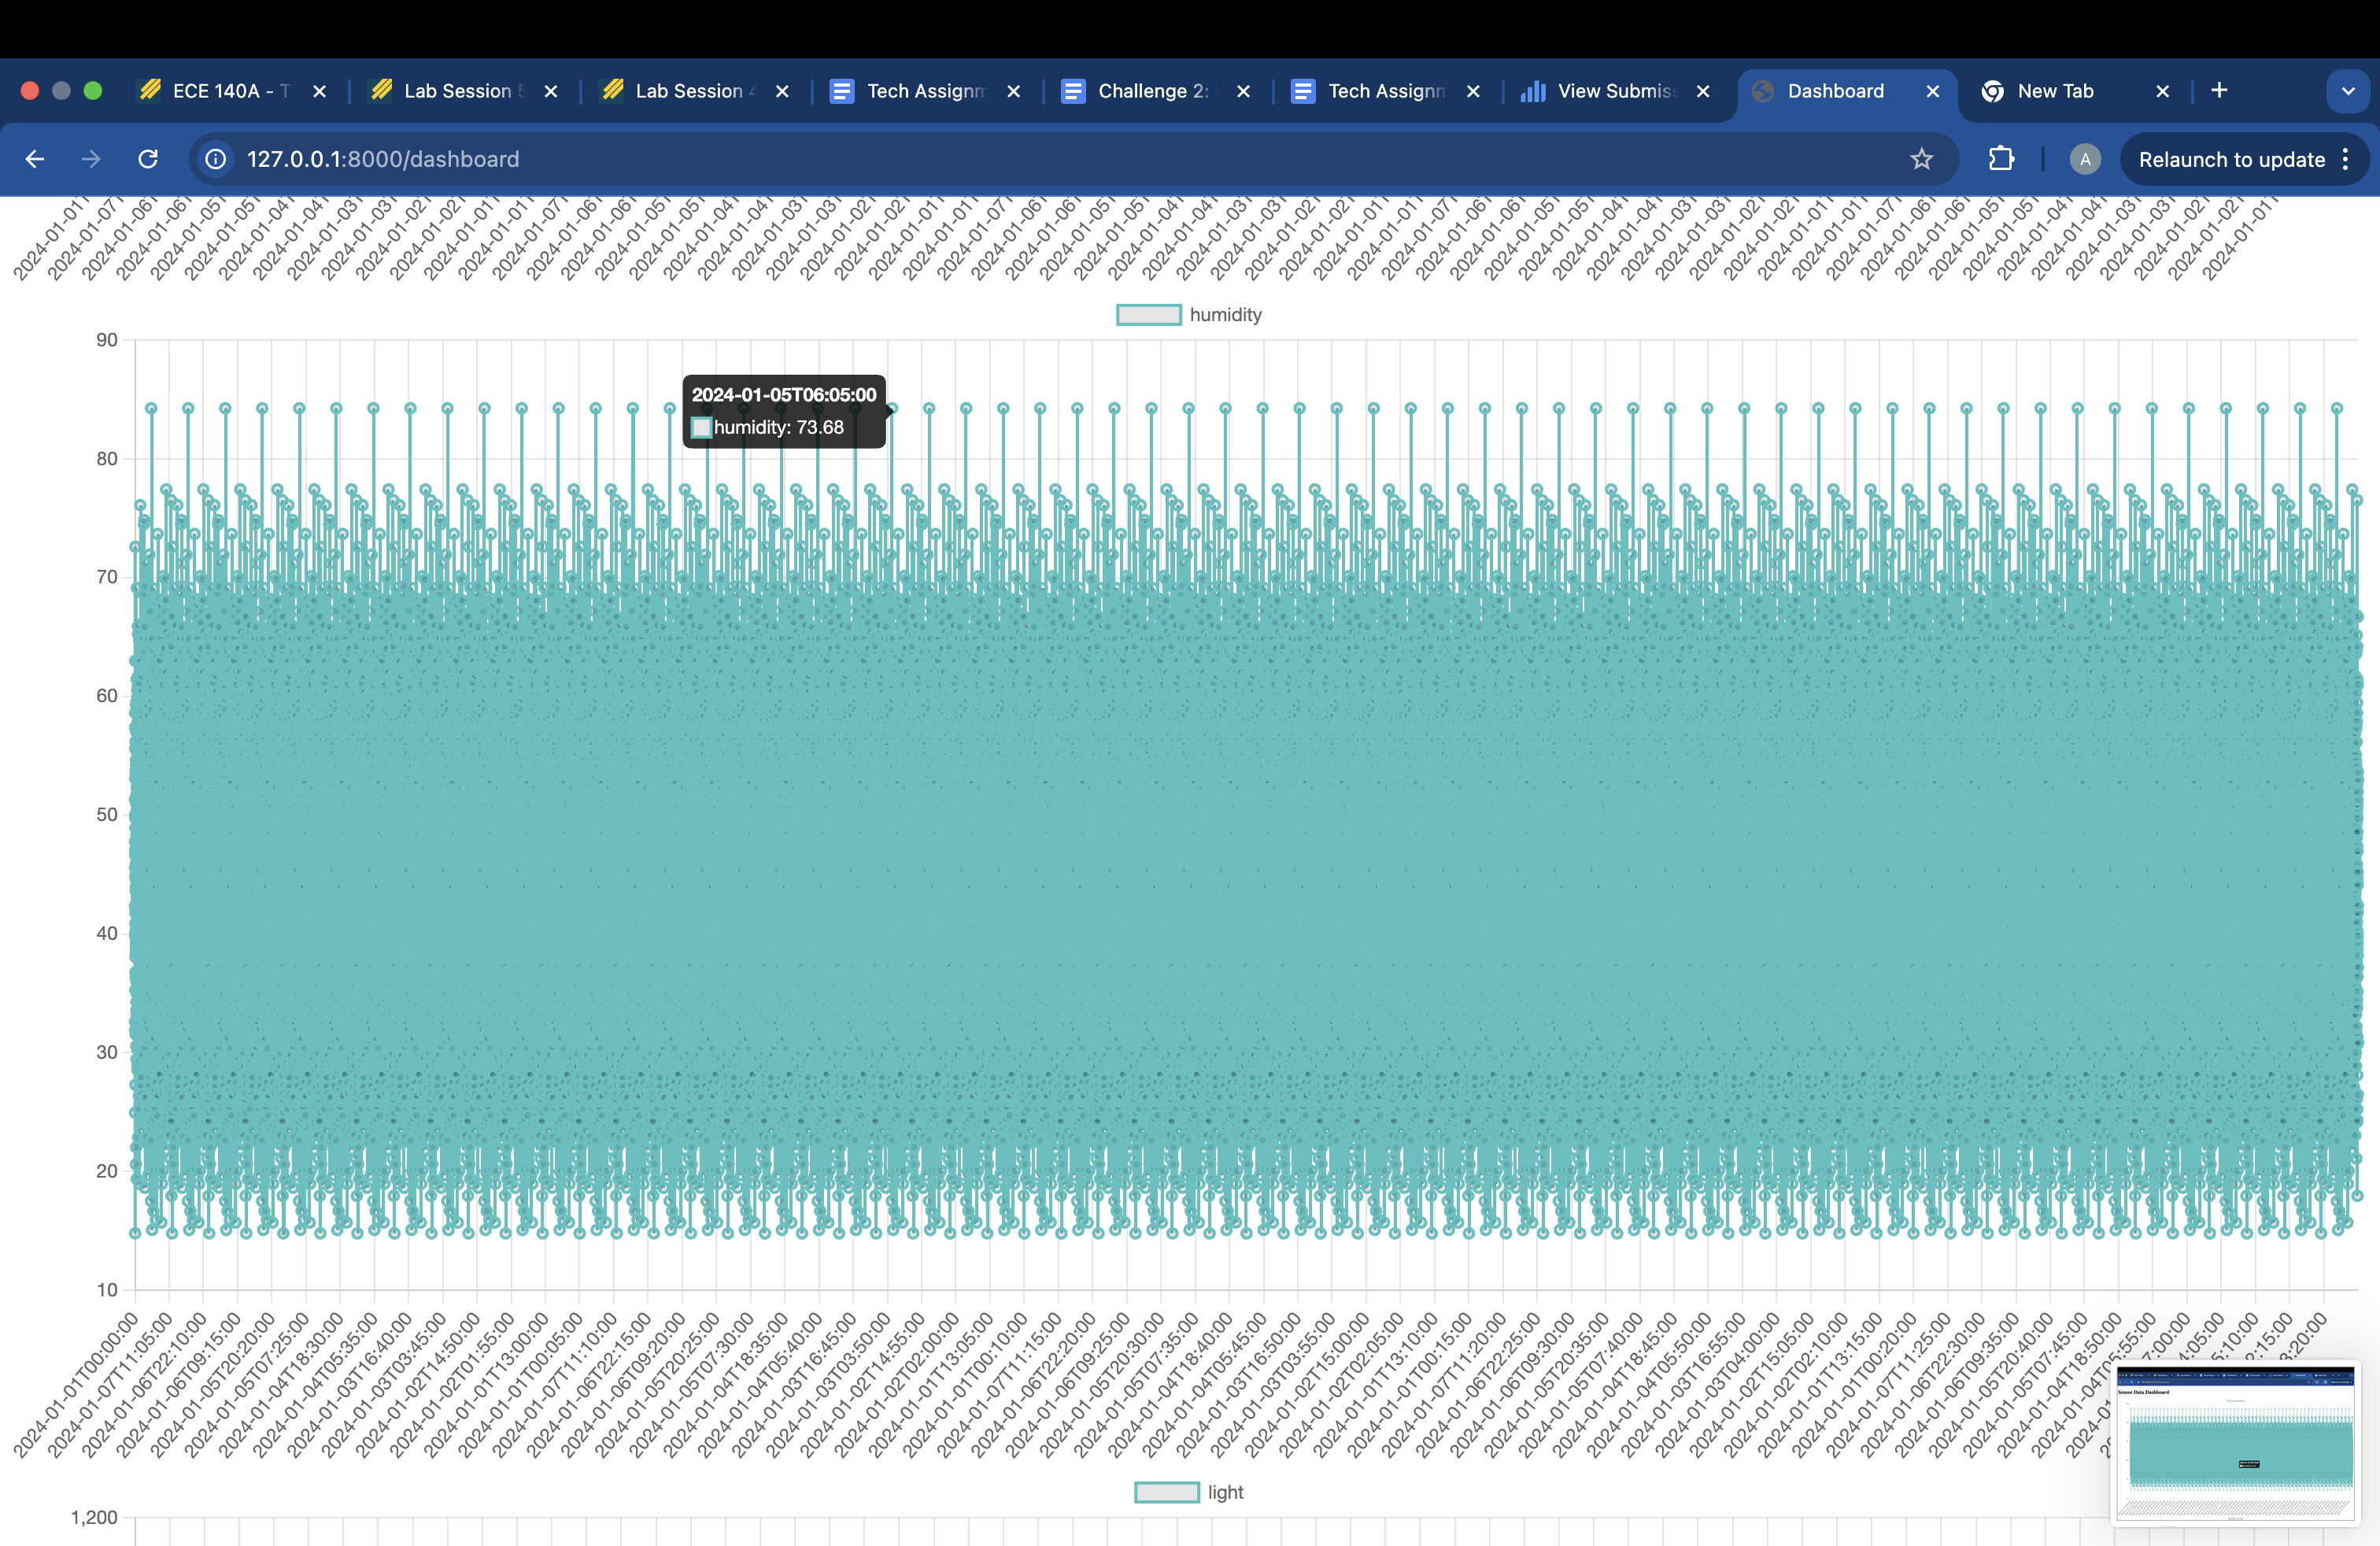 ECE 140A - T
Lab Session 5
Lab Session 4
Tech Assignm
Challenge 2:
Tech Assignm
View Submiss
Dashboard
New Tab
127.0.0.1:8000/dashboard
A
Relaunch to update
2024-01-01
2024-01-07
2024-01-06
2024-01-06
2024-01-05
2024-01-05
2024-01-04
2024-01-04
2024-01-03
2024-01-03
2024-01-02
2024-01-02
2024-01-01
2024-01-01
2024-01-07
2024-01-06
2024-01-06
2024-01-05
2024-01-05
2024-01-04
2024-01-04
2024-01-03
2024-01-03
2024-01-02
2024-01-02
2024-01-01
2024-01-01
2024-01-07
2024-01-06
2024-01-06
2024-01-05
2024-01-05
2024-01-04
2024-01-04
2024-01-03
2024-01-03
2024-01-02
2024-01-02
2024-01-01
2024-01-01
2024-01-07
2024-01-06
2024-01-06
2024-01-05
2024-01-05
2024-01-04
2024-01-04
2024-01-03
2024-01-03
2024-01-02
2024-01-02
2024-01-01
2024-01-01
2024-01-07
2024-01-06
2024-01-06
2024-01-05
2024-01-05
2024-01-04
2024-01-04
2024-01-03
2024-01-03
2024-01-02
2024-01-02
2024-01-01
humidity
90
80
70
60
50
40
30
20
10
2024-01-05T06:05:00
humidity: 73.68
2024-01-01T00:00:00
2024-01-07T11:05:00
2024-01-06T22:10:00
2024-01-06T09:15:00
2024-01-05T20:20:00
2024-01-05T07:25:00
2024-01-04T18:30:00
2024-01-04T05:35:00
2024-01-03T16:40:00
2024-01-03T03:45:00
2024-01-02T14:50:00
2024-01-02T01:55:00
2024-01-01T13:00:00
2024-01-01T00:05:00
2024-01-07T11:10:00
2024-01-06T22:15:00
2024-01-06T09:20:00
2024-01-05T20:25:00
2024-01-05T07:30:00
2024-01-04T18:35:00
2024-01-04T05:40:00
2024-01-03T16:45:00
2024-01-03T03:50:00
2024-01-02T14:55:00
2024-01-02T02:00:00
2024-01-01T13:05:00
2024-01-01T00:10:00
2024-01-07T11:15:00
2024-01-06T22:20:00
2024-01-06T09:25:00
2024-01-05T20:30:00
2024-01-05T07:35:00
2024-01-04T18:40:00
2024-01-04T05:45:00
2024-01-03T16:50:00
2024-01-03T03:55:00
2024-01-02T15:00:00
2024-01-02T02:05:00
2024-01-01T13:10:00
2024-01-01T00:15:00
2024-01-07T11:20:00
2024-01-06T22:25:00
2024-01-06T09:30:00
2024-01-05T20:35:00
2024-01-05T07:40:00
2024-01-04T18:45:00
2024-01-04T05:50:00
2024-01-03T16:55:00
2024-01-03T04:00:00
2024-01-02T15:05:00
2024-01-02T02:10:00
2024-01-01T13:15:00
2024-01-01T00:20:00
2024-01-07T11:25:00
2024-01-06T22:30:00
2024-01-06T09:35:00
2024-01-05T20:40:00
2024-01-05T07:45:00
2024-01-04T18:50:00
2024-01-04T05:55:00
7:00:00
4:05:00
5:10:00
2:15:00
3:20:00
Sensor Data Dashboard
light
1,200